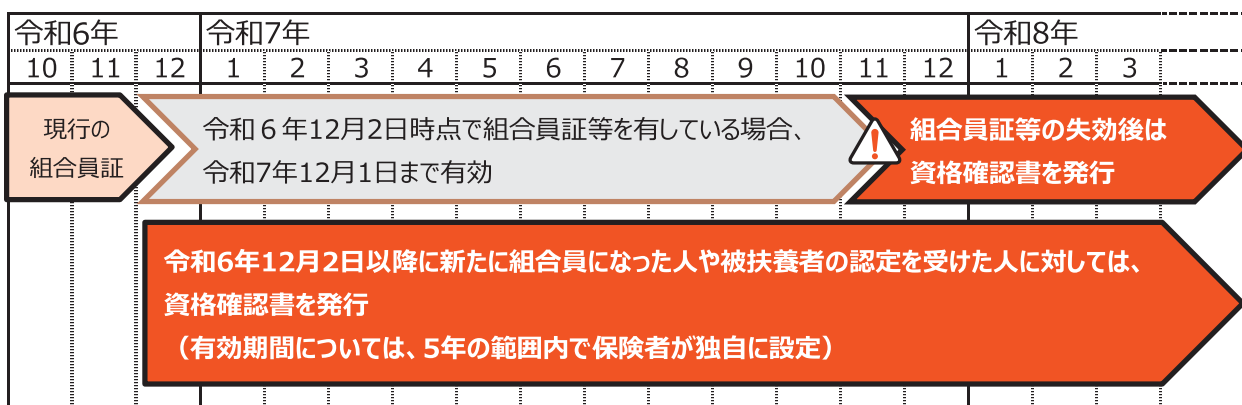 令和6年 令和7年 令和8年
10 11 12 1 2 3 4 5 6 7 8 9 10 11 12 1 2 3
現行の
組合員証
令和６年12月2日時点で組合員証等を有している場合、
令和7年12月1日まで有効
!
組合員証等の失効後は
資格確認書を発行
令和6年12月2日以降に新たに組合員になった人や被扶養者の認定を受けた人に対しては、
資格確認書を発行
（有効期間については、5年の範囲内で保険者が独自に設定）